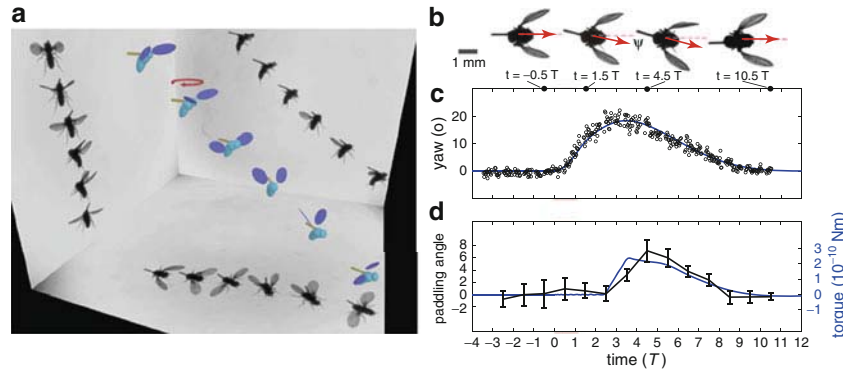 a
b
1 mm
t = −0.5 T
t = 1.5 T
t = 4.5 T
t = 10.5 T
c
yaw (o)
20
10
0
d
padding angle
8
6
4
2
0
−2
3
2
1
0
−1
torque (10⁻¹⁰ Nm)
−4 −3 −2 −1 0 1 2 3 4 5 6 7 8 9 10 11 12
time (T)